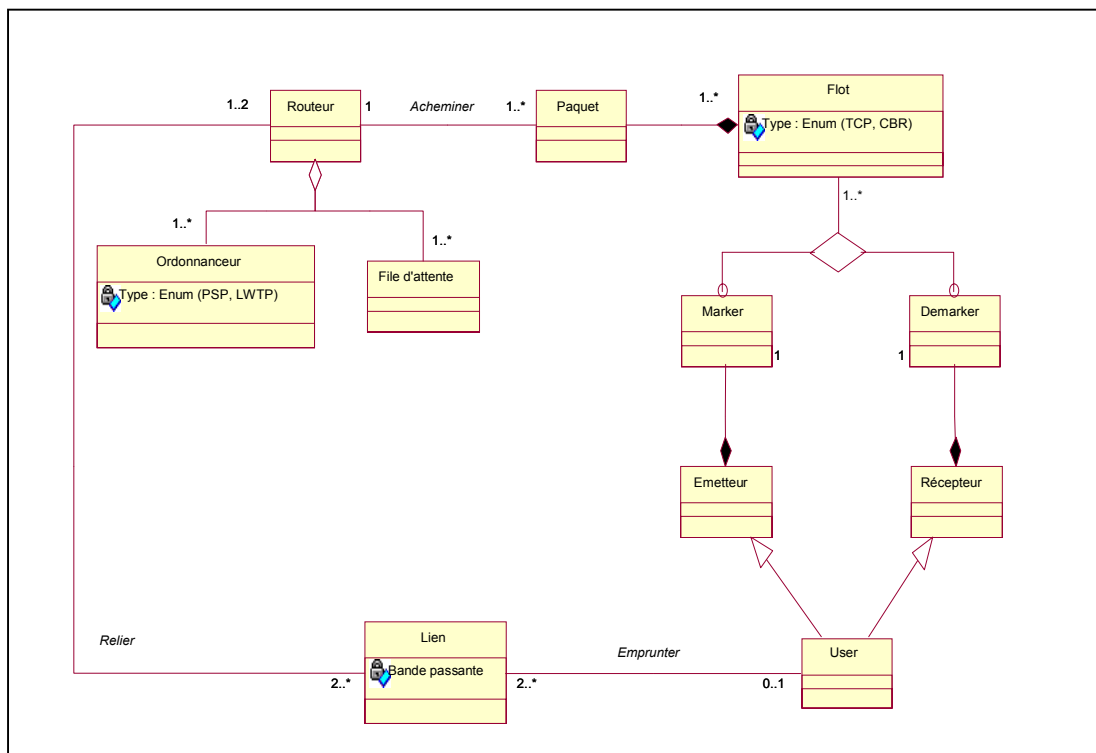 Flot
1..2
Routeur
1
Acheminer
1..*
Paquet
1..*
Type : Enum (TCP, CBR)
1..*
1..*
1..*
Ordonnanceur
File d'attente
Type : Enum (PSP, LWTP)
Marker
Demarker
1
1
Emetteur
Récepteur
Relier
Lien
Emprunter
User
Bande passante
2..*
2..*
0..1